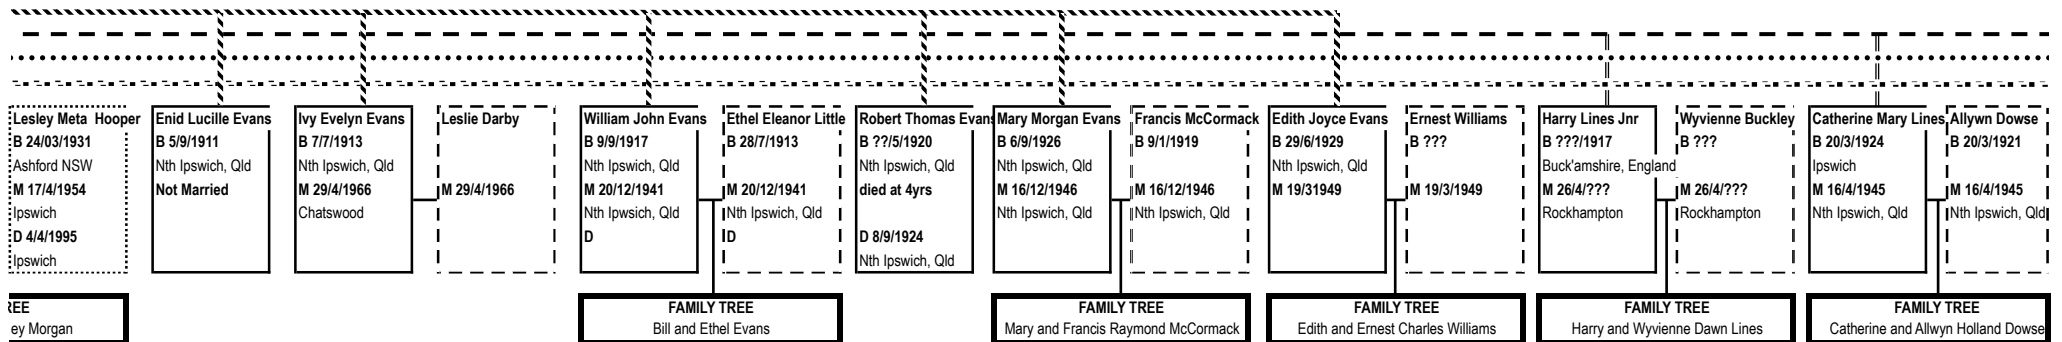 Lesley Meta Hooper
B 24/03/1931
Ashford NSW
M 17/4/1954
Ipswich
D 4/4/1995
Ipswich
Enid Lucille Evans
B 5/9/1911
Nth Ipswich, Qld
Not Married
Ivy Evelyn Evans
B 7/7/1913
Nth Ipswich, Qld
M 29/4/1966
Chatswood
Leslie Darby
M 29/4/1966
William John Evans
B 9/9/1917
Nth Ipswich, Qld
M 20/12/1941
Nth Ipwsich, Qld
D
Ethel Eleanor Little
B 28/7/1913
M 20/12/1941
Nth Ipswich, Qld
D
Robert Thomas Evans
B ??/5/1920
Nth Ipswich, Qld
died at 4yrs
D 8/9/1924
Nth Ipswich, Qld
Mary Morgan Evans
B 6/9/1926
Nth Ipswich, Qld
M 16/12/1946
Nth Ipswich, Qld
Francis McCormack
B 9/1/1919
M 16/12/1946
Nth Ipswich, Qld
Edith Joyce Evans
B 29/6/1929
Nth Ipswich, Qld
M 19/31949
Ernest Williams
B ???
M 19/3/1949
Harry Lines Jnr
B ???/1917
Buck'amshire, England
M 26/4/???
Rockhampton
Wyvienne Buckley
B ???
M 26/4/???
Rockhampton
Catherine Mary Lines
B 20/3/1924
Ipswich
M 16/4/1945
Nth Ipswich, Qld
Allywn Dowse
B 20/3/1921
M 16/4/1945
Nth Ipswich, Qld
REE
ey Morgan
FAMILY TREE
Bill and Ethel Evans
FAMILY TREE
Mary and Francis Raymond McCormack
FAMILY TREE
Edith and Ernest Charles Williams
FAMILY TREE
Harry and Wyvienne Dawn Lines
FAMILY TREE
Catherine and Allwyn Holland Dowse